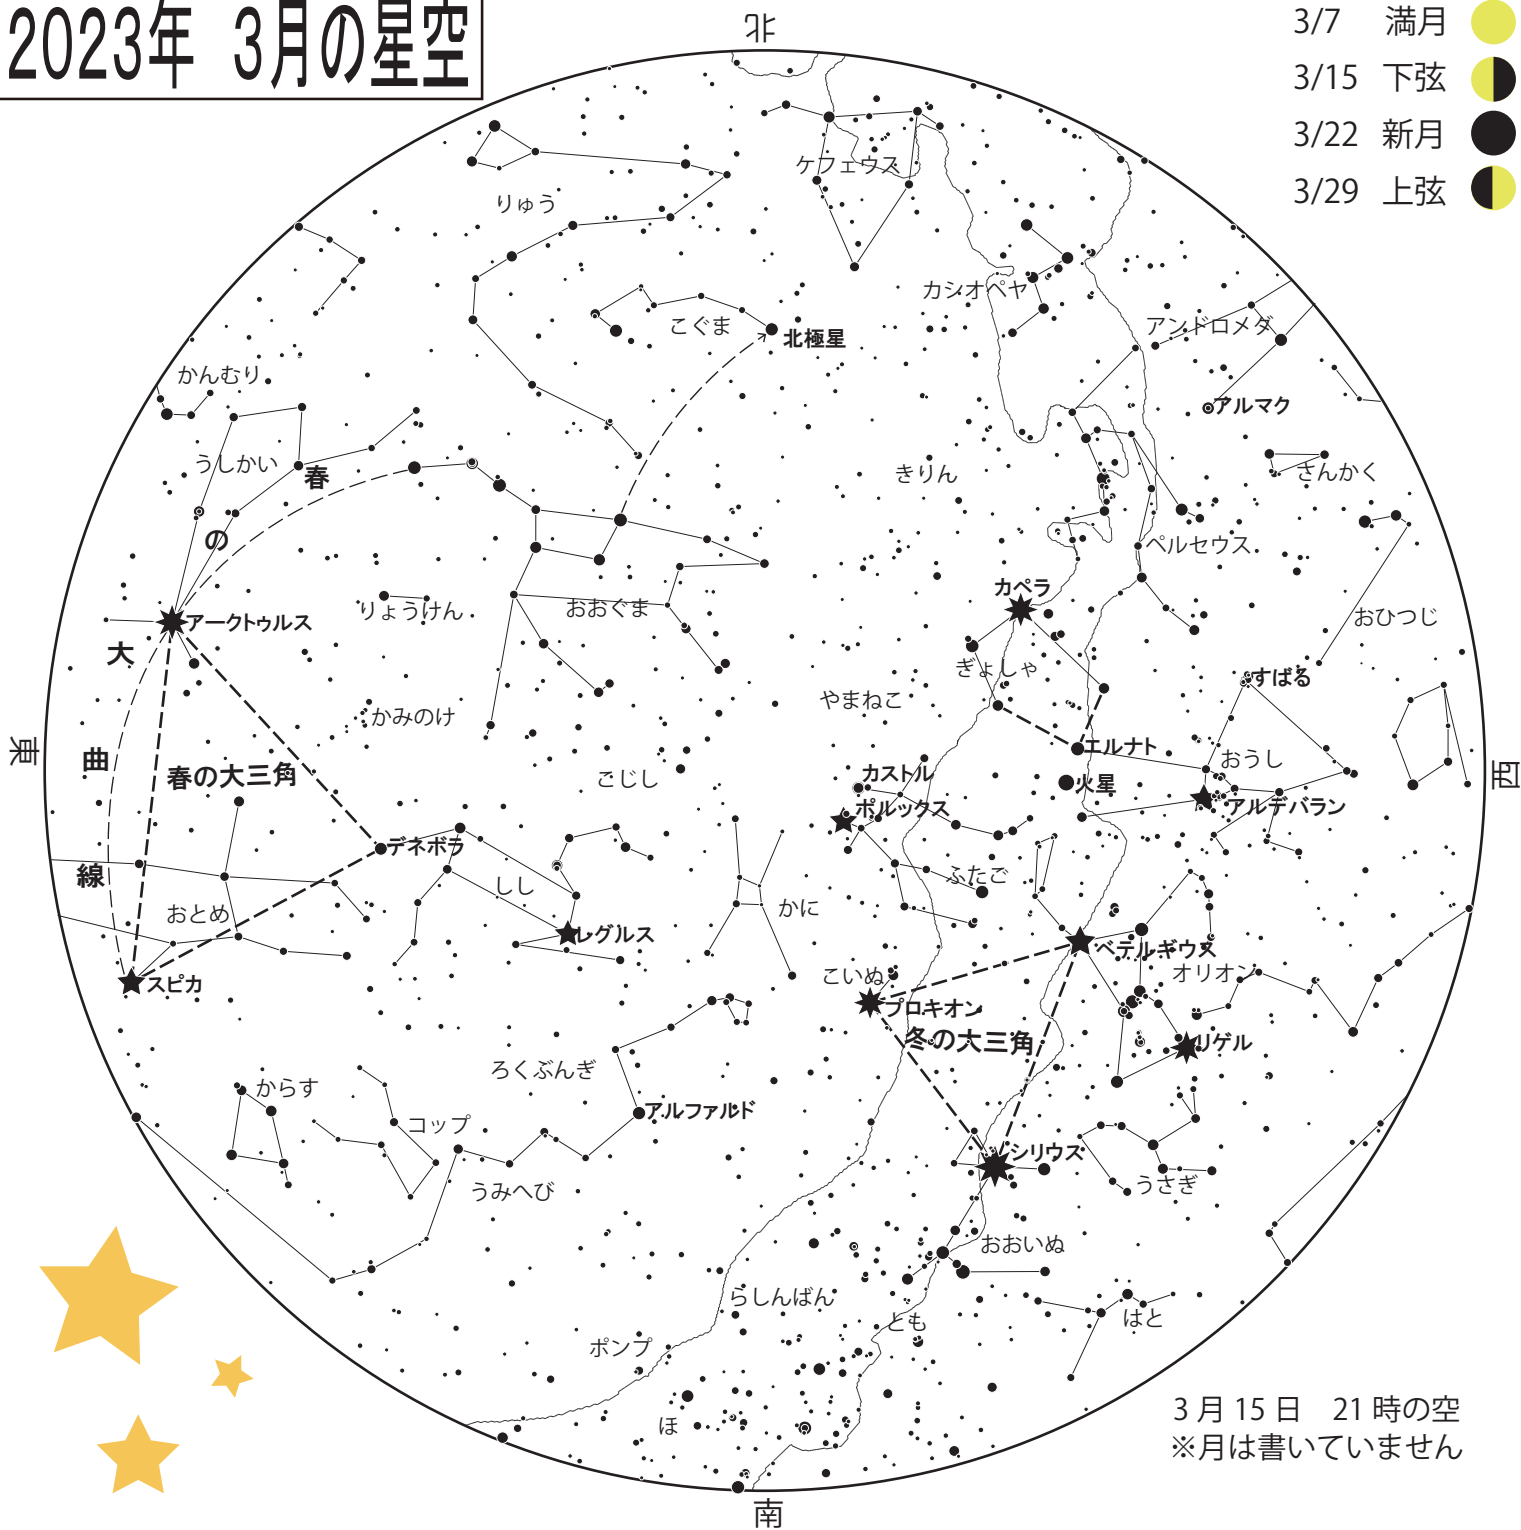 2023年 3月の星空
3/7 満月
3/15 下弦
3/22 新月
3/29 上弦
北
ケフェウス
りゅう
カシオペヤ
こぐま
北極星
アンドロメダ
かんむり
アルマク
うしかい
春
きりん
さんかく
の
ペルセウス
カペラ
りょうけん
おおぐま
おひつじ
アークトゥルス
大
ぎょしゃ
すばる
やまねこ
かみのけ
東
曲
エルナト
おうし
西
春の大三角
こじし
カストル
火星
ポルックス
アルデバラン
デネボラ
線
しし
ふたご
おとめ
かに
レグルス
ベテルギウス
スピカ
こいぬ
オリオン
プロキオン
冬の大三角
リゲル
ろくぶんぎ
からす
コップ
アルファルド
シリウス
うみへび
うさぎ
おおいぬ
らしんばん
とも
はと
ポンプ
ほ
3月15日 21時の空
※月は書いていません
南